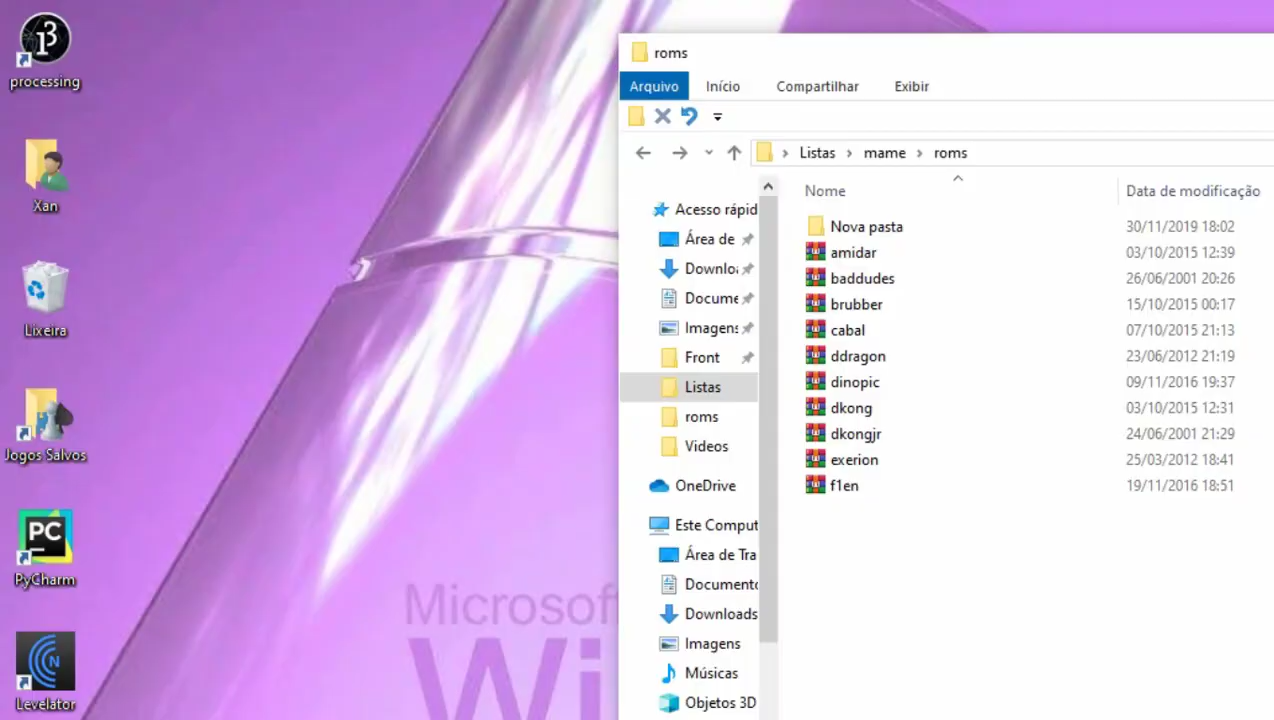 processing
Xan
Lixeira
Jogos Salvos
PyCharm
Levelator
Microsoft
Wi
roms
Arquivo Início Compartilhar Exibir
Listas mame roms
Acesso rápid
Área de
Downlo
Docume
Imagens
Front
Listas
roms
Videos
OneDrive
Este Comput
Área de Tra
Documento
Downloads
Imagens
Músicas
Objetos 3D
Nome Data de modificação
Nova pasta 30/11/2019 18:02
amidar 03/10/2015 12:39
baddudes 26/06/2001 20:26
brubber 15/10/2015 00:17
cabal 07/10/2015 21:13
ddragon 23/06/2012 21:19
dinopic 09/11/2016 19:37
dkong 03/10/2015 12:31
dkongjr 24/06/2001 21:29
exerion 25/03/2012 18:41
f1en 19/11/2016 18:51